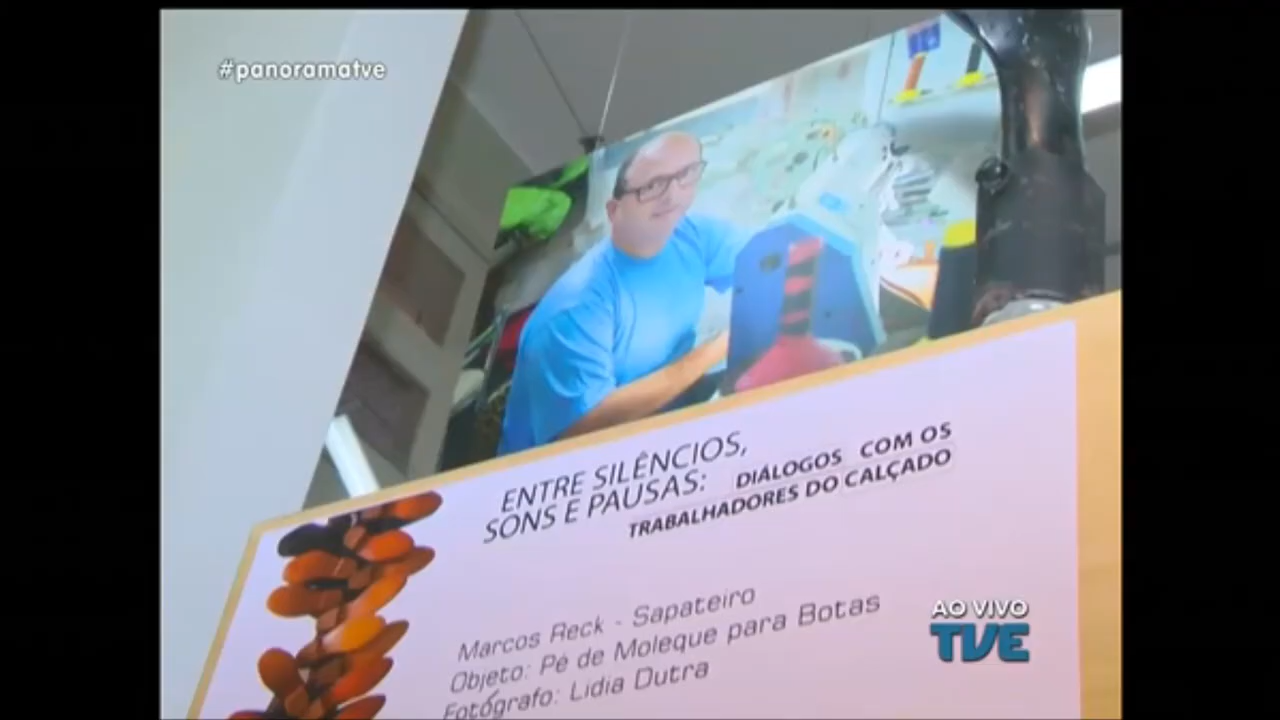 #panoramatve
ENTRE SILÊNCIOS,
SONS E PAUSAS: DIÁLOGOS COM OS
TRABALHADORES DO CALÇADO
Marcos Reck - Sapateiro
Objeto: Pé de Moleque para Botas
Fotógrafo: Lidia Dutra
AO VIVO
TVE